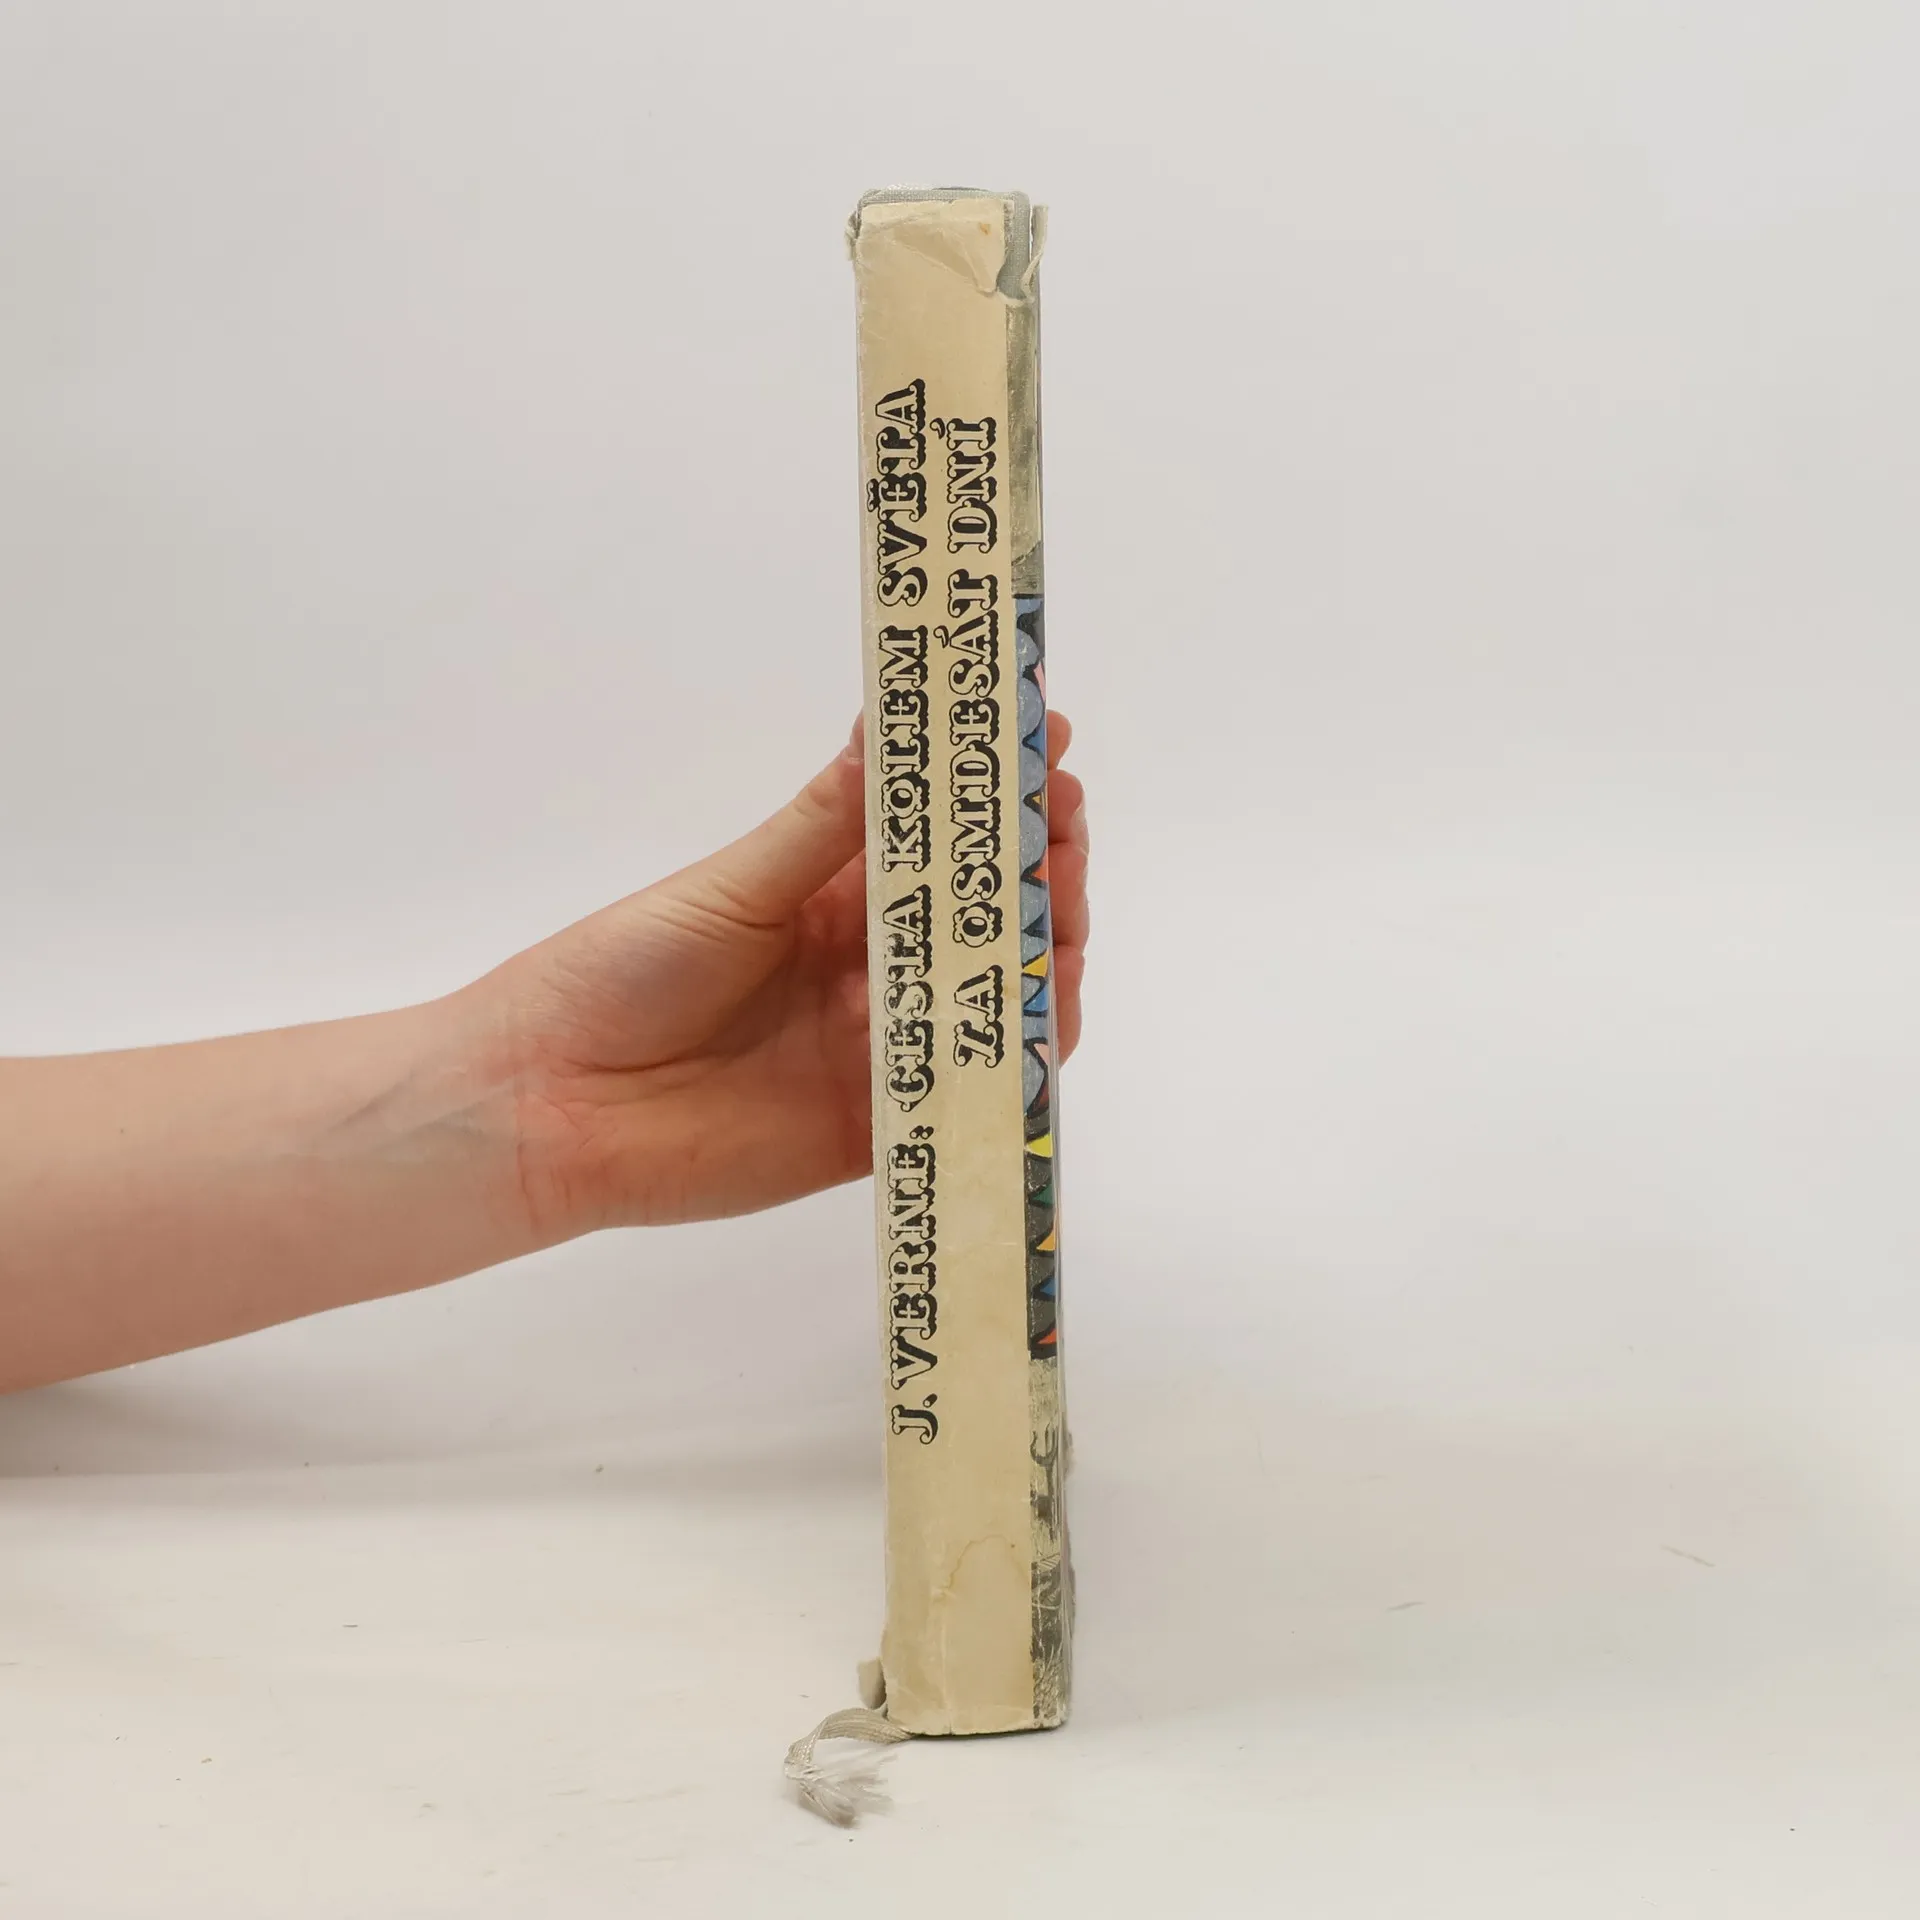 J. VERNE: CESTA KOLEM SVĚTA
ZA OSMDESÁT DNÍ